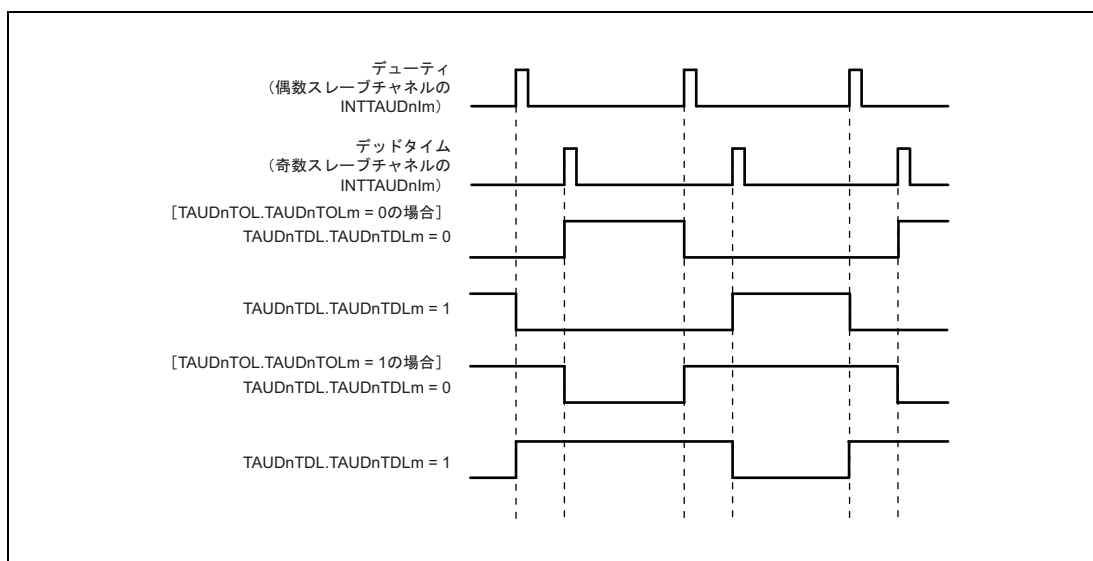 デューティ
（偶数スレーブチャネルの
INTTAUDnIm）
デッドタイム
（奇数スレーブチャネルの
INTTAUDnIm）
［TAUDnTOL.TAUDnTOLm = 0の場合］
TAUDnTDL.TAUDnTDLm = 0
TAUDnTDL.TAUDnTDLm = 1
［TAUDnTOL.TAUDnTOLm = 1の場合］
TAUDnTDL.TAUDnTDLm = 0
TAUDnTDL.TAUDnTDLm = 1